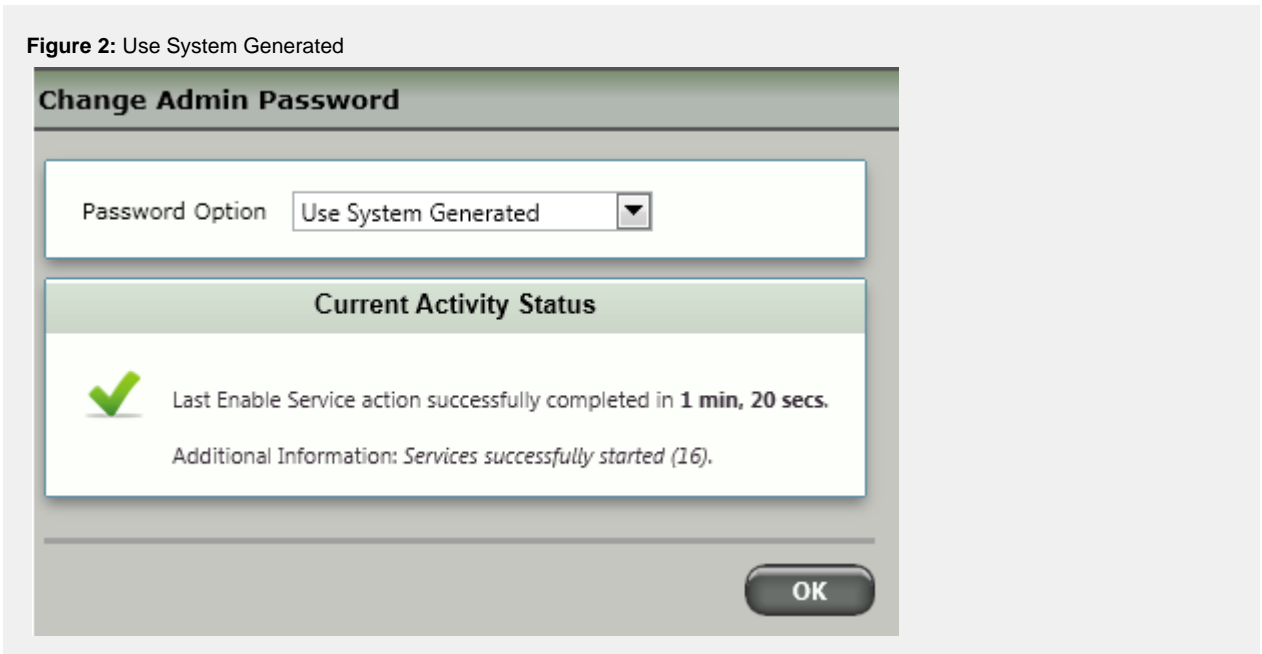 Figure 2: Use System Generated
Change Admin Password
Password Option Use System Generated
Current Activity Status
Last Enable Service action successfully completed in 1 min, 20 secs.
Additional Information: Services successfully started (16).
OK